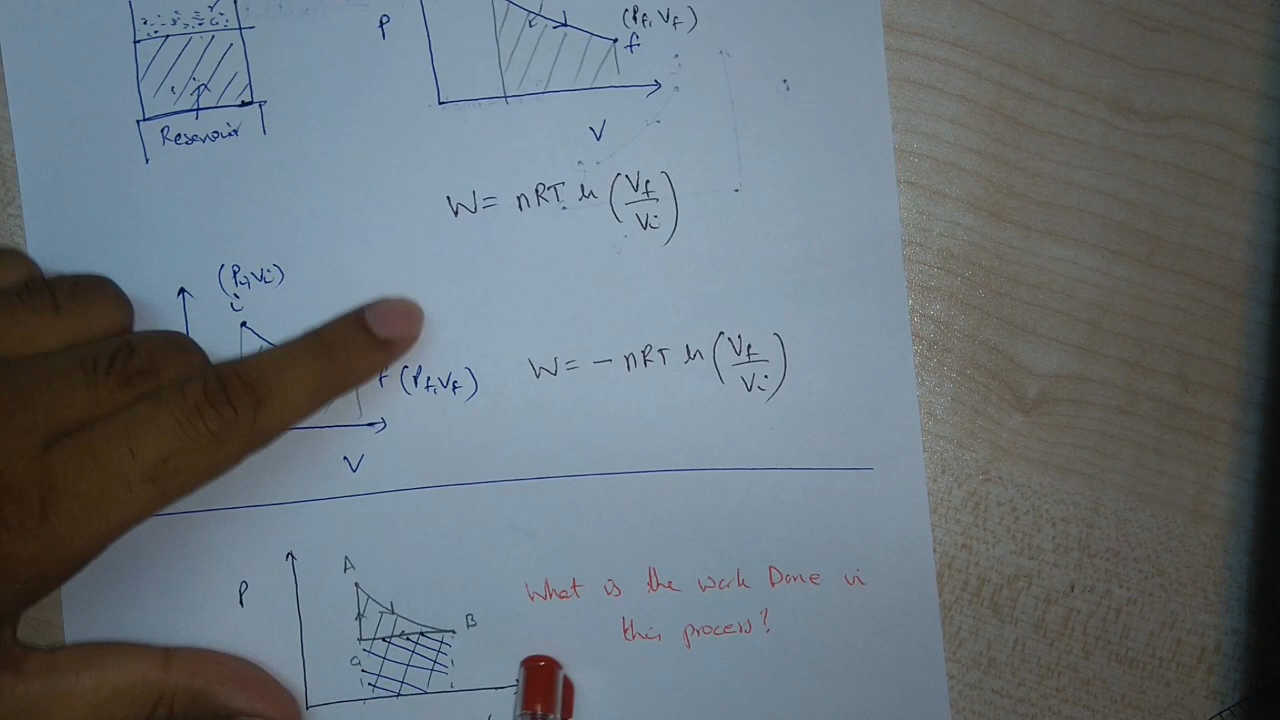 P
(Pf, Vf)
f
Reservoir
V
W = nRT ln (Vf/Vi)
(Pi, Vi)
i
f (Pf, Vf)
W = - nRT ln (Vf/Vi)
V
P
A
B
What is the work Done in
this process?